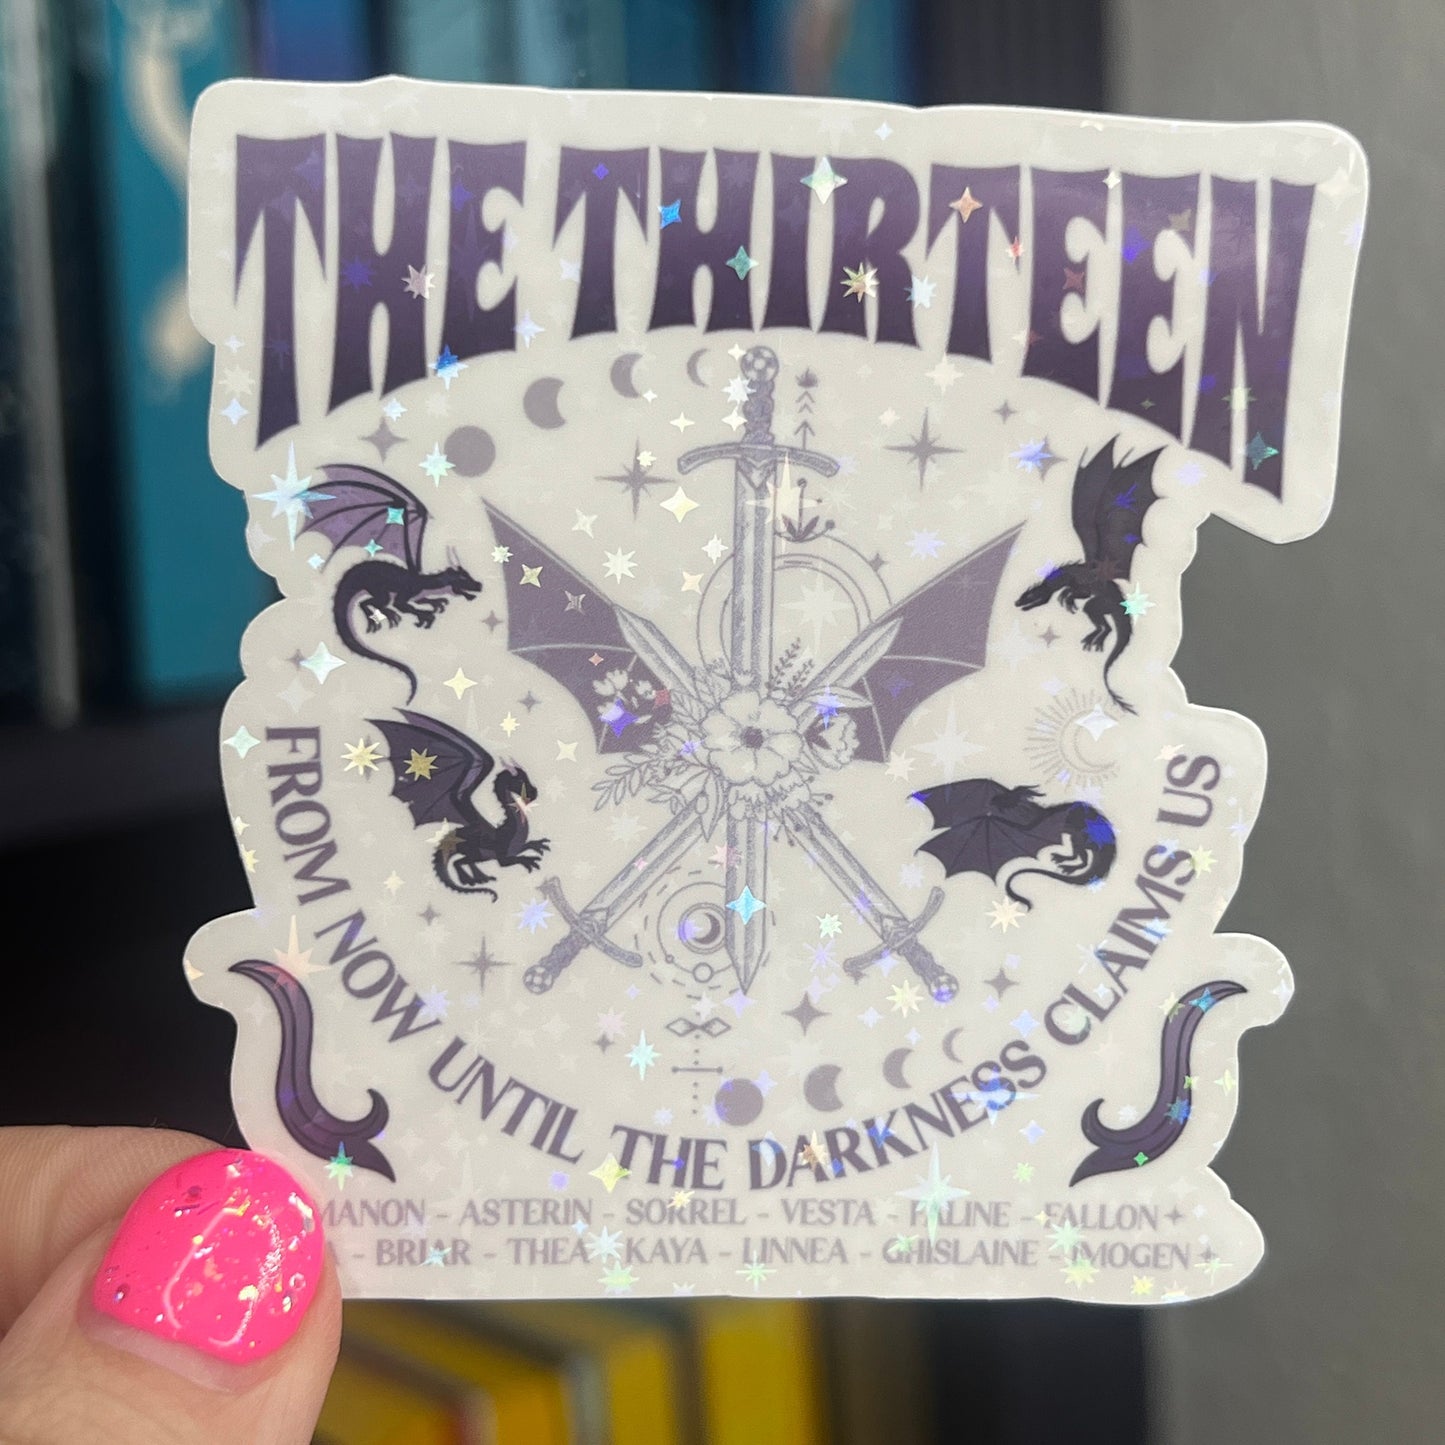 THE THIRTEEN
FROM NOW UNTIL THE DARKNESS CLAIMS US
MANON - ASTERIN - SORREL - VESTA - FALINE - FALLON
- BRIAR - THEA - KAYA - LINNEA - GHISLAINE - IMOGEN